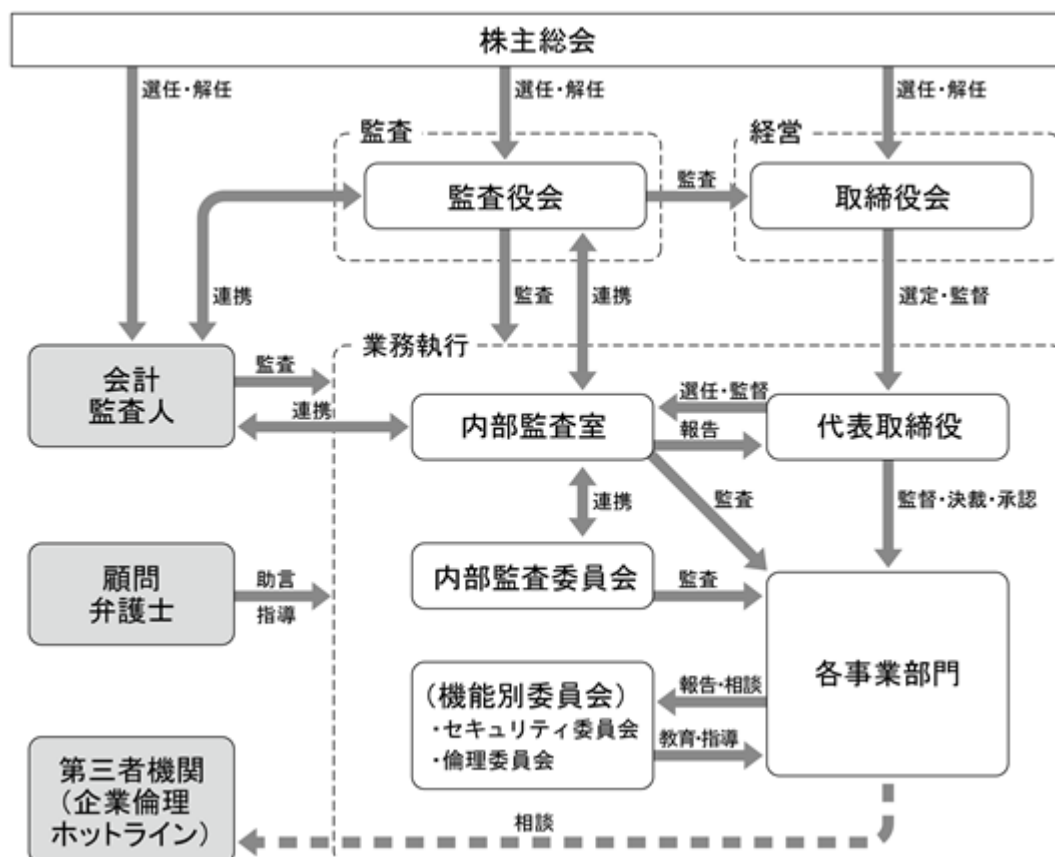 株主総会
選任・解任
選任・解任
選任・解任
監査
経営
監査役会
監査
取締役会
連携
監査
連携
選定・監督
業務執行
会計
監査人
監査
連携
内部監査室
選任・監督
報告
代表取締役
連携
監査
監督・決裁・承認
顧問
弁護士
助言
指導
内部監査委員会
監査
各事業部門
(機能別委員会)
・セキュリティ委員会
・倫理委員会
報告・相談
教育・指導
第三者機関
(企業倫理
ホットライン)
相談